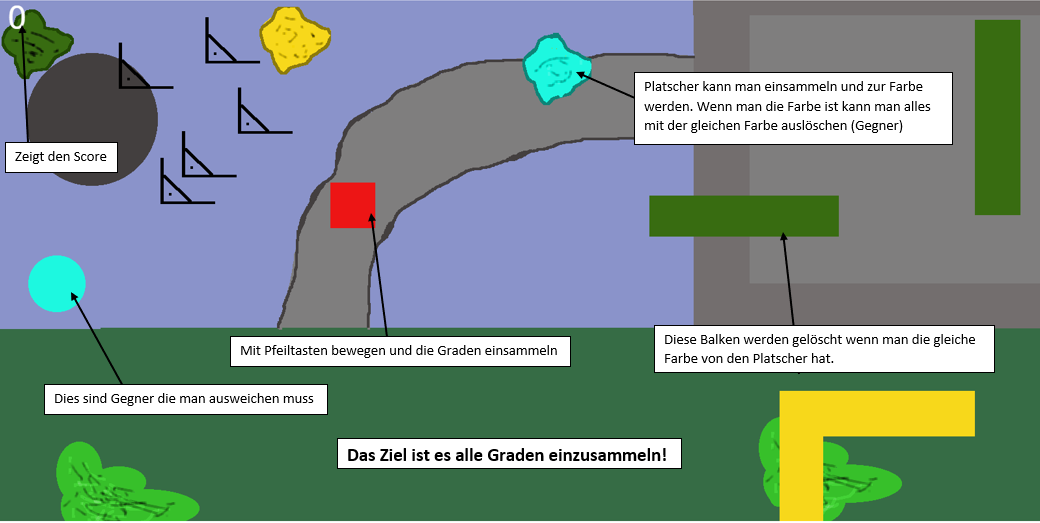 0
Platscher kann man einsammeln und zur Farbe
werden. Wenn man die Farbe ist kann man alles
mit der gleichen Farbe auslöschen (Gegner)
Zeigt den Score
Mit Pfeiltasten bewegen und die Graden einsammeln
Diese Balken werden gelöscht wenn man die gleiche
Farbe von den Platscher hat.
Dies sind Gegner die man ausweichen muss
Das Ziel ist es alle Graden einzusammeln!